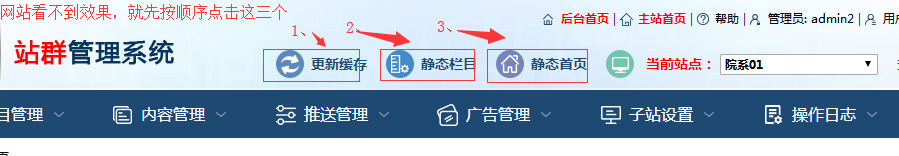 网站看不到效果，就先按顺序点击这三个
后台首页 | 主站首页 | 帮助 | 管理员: admin2 |
1、 2、 3、
站群管理系统
更新缓存 静态栏目 静态首页 当前站点： 院系01
目管理 内容管理 推送管理 广告管理 子站设置 操作日志